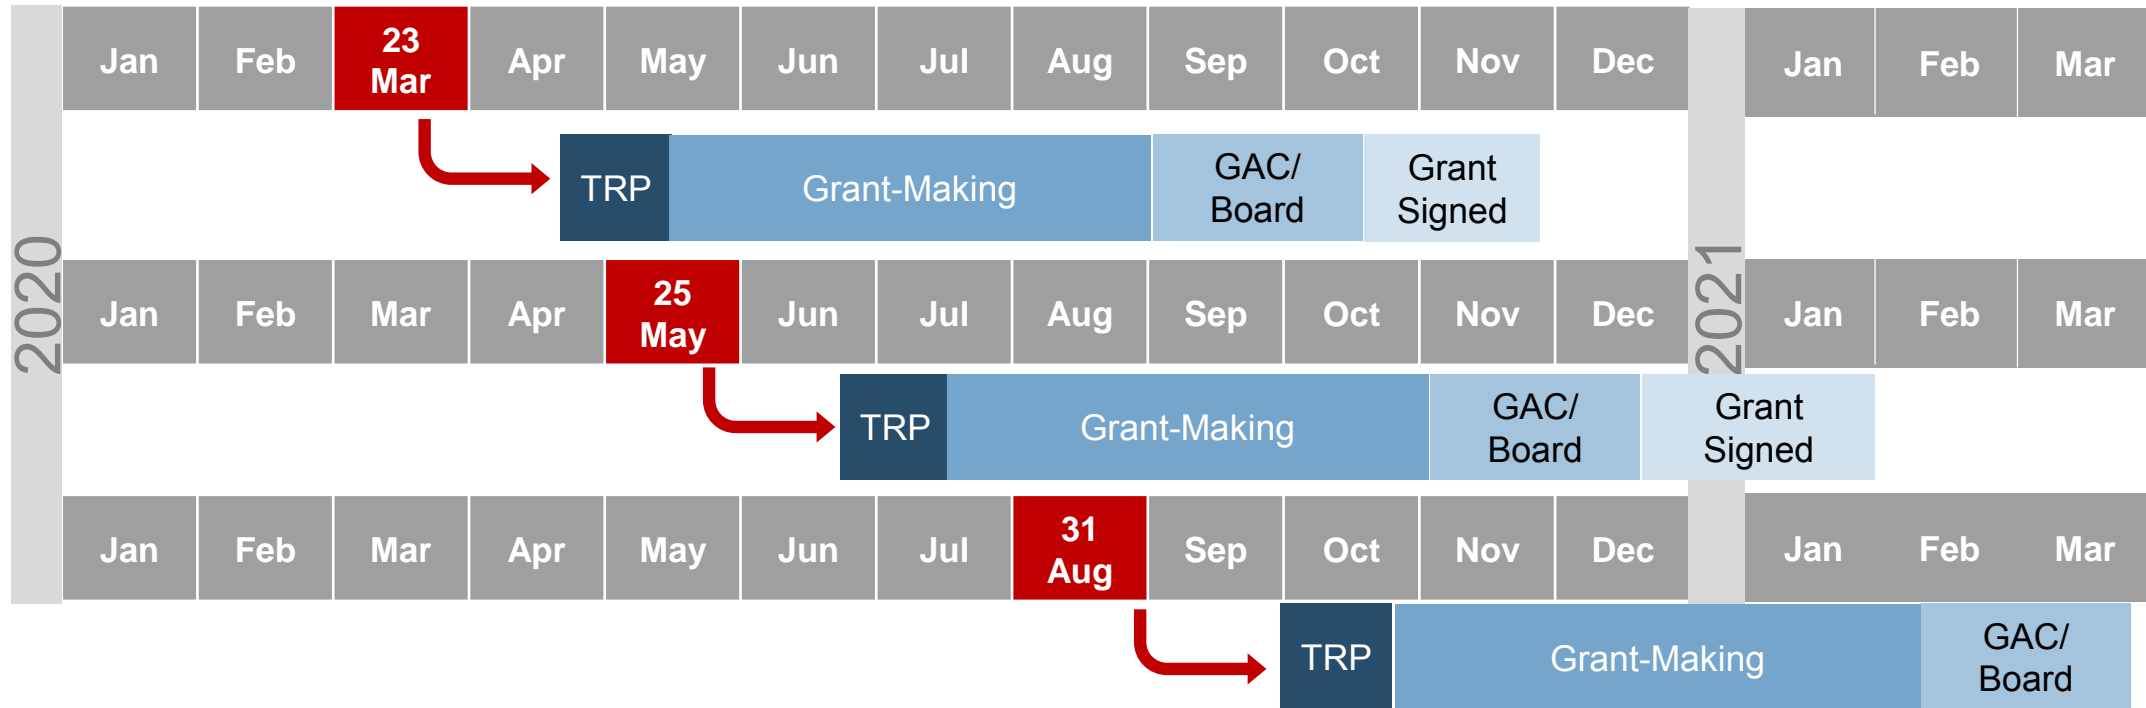 2020
Jan Feb 23 Mar Apr May Jun Jul Aug Sep Oct Nov Dec Jan Feb Mar
TRP Grant-Making GAC/ Board Grant Signed
2021
Jan Feb Mar Apr 25 May Jun Jul Aug Sep Oct Nov Dec Jan Feb Mar
TRP Grant-Making GAC/ Board Grant Signed
Jan Feb Mar Apr May Jun Jul 31 Aug Sep Oct Nov Dec Jan Feb Mar
TRP Grant-Making GAC/ Board